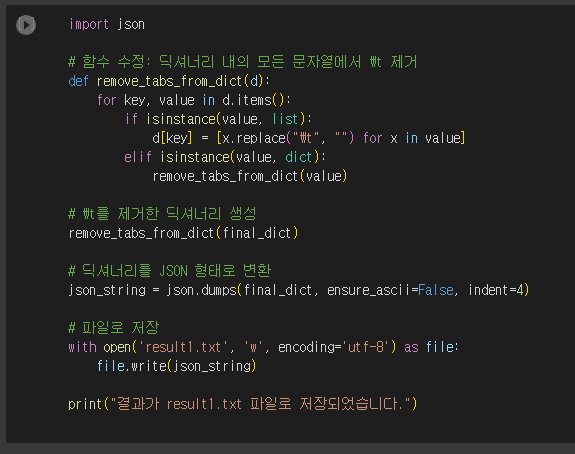 import json
# 함수 수정: 딕셔너리 내의 모든 문자열에서 ₩t 제거
def remove_tabs_from_dict(d):
    for key, value in d.items():
        if isinstance(value, list):
            d[key] = [x.replace("₩t", "") for x in value]
        elif isinstance(value, dict):
            remove_tabs_from_dict(value)
# ₩t를 제거한 딕셔너리 생성
remove_tabs_from_dict(final_dict)
# 딕셔너리를 JSON 형태로 변환
json_string = json.dumps(final_dict, ensure_ascii=False, indent=4)
# 파일로 저장
with open('result1.txt', 'w', encoding='utf-8') as file:
    file.write(json_string)
print("결과가 result1.txt 파일로 저장되었습니다.")